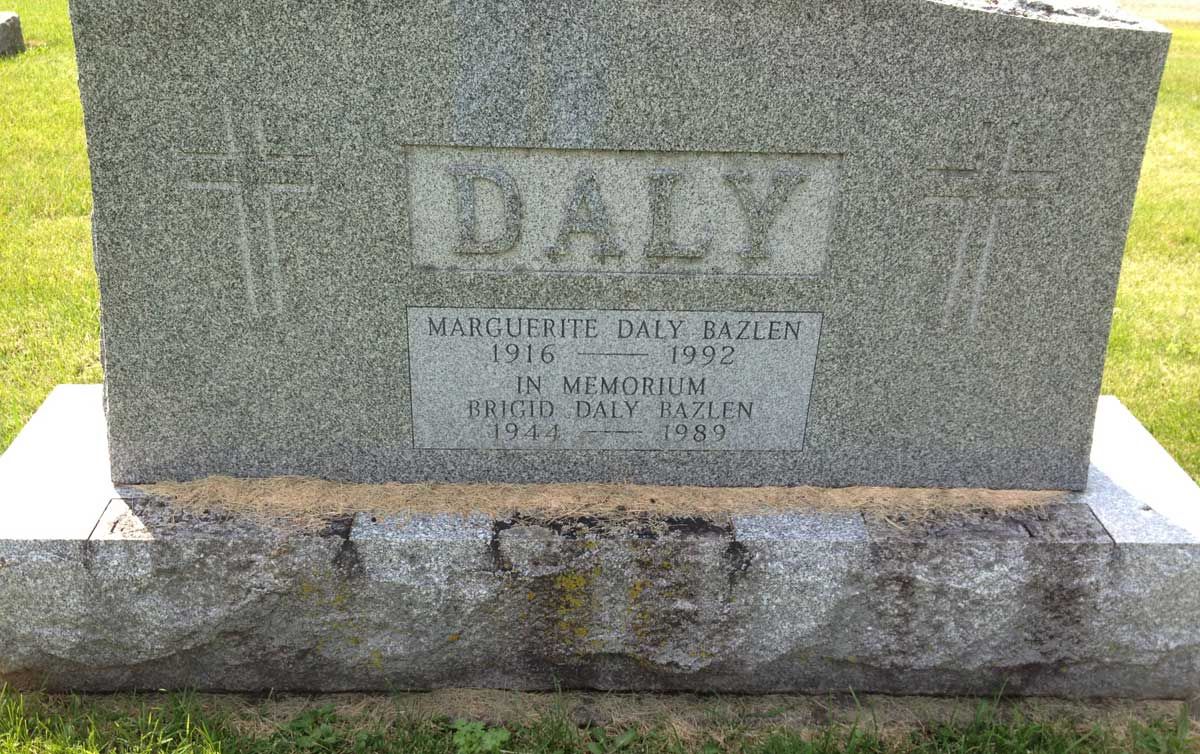 DALY
MARGUERITE DALY BAZLEN
1916 — 1992
IN MEMORIUM
BRIGID DALY BAZLEN
1944 — 1989